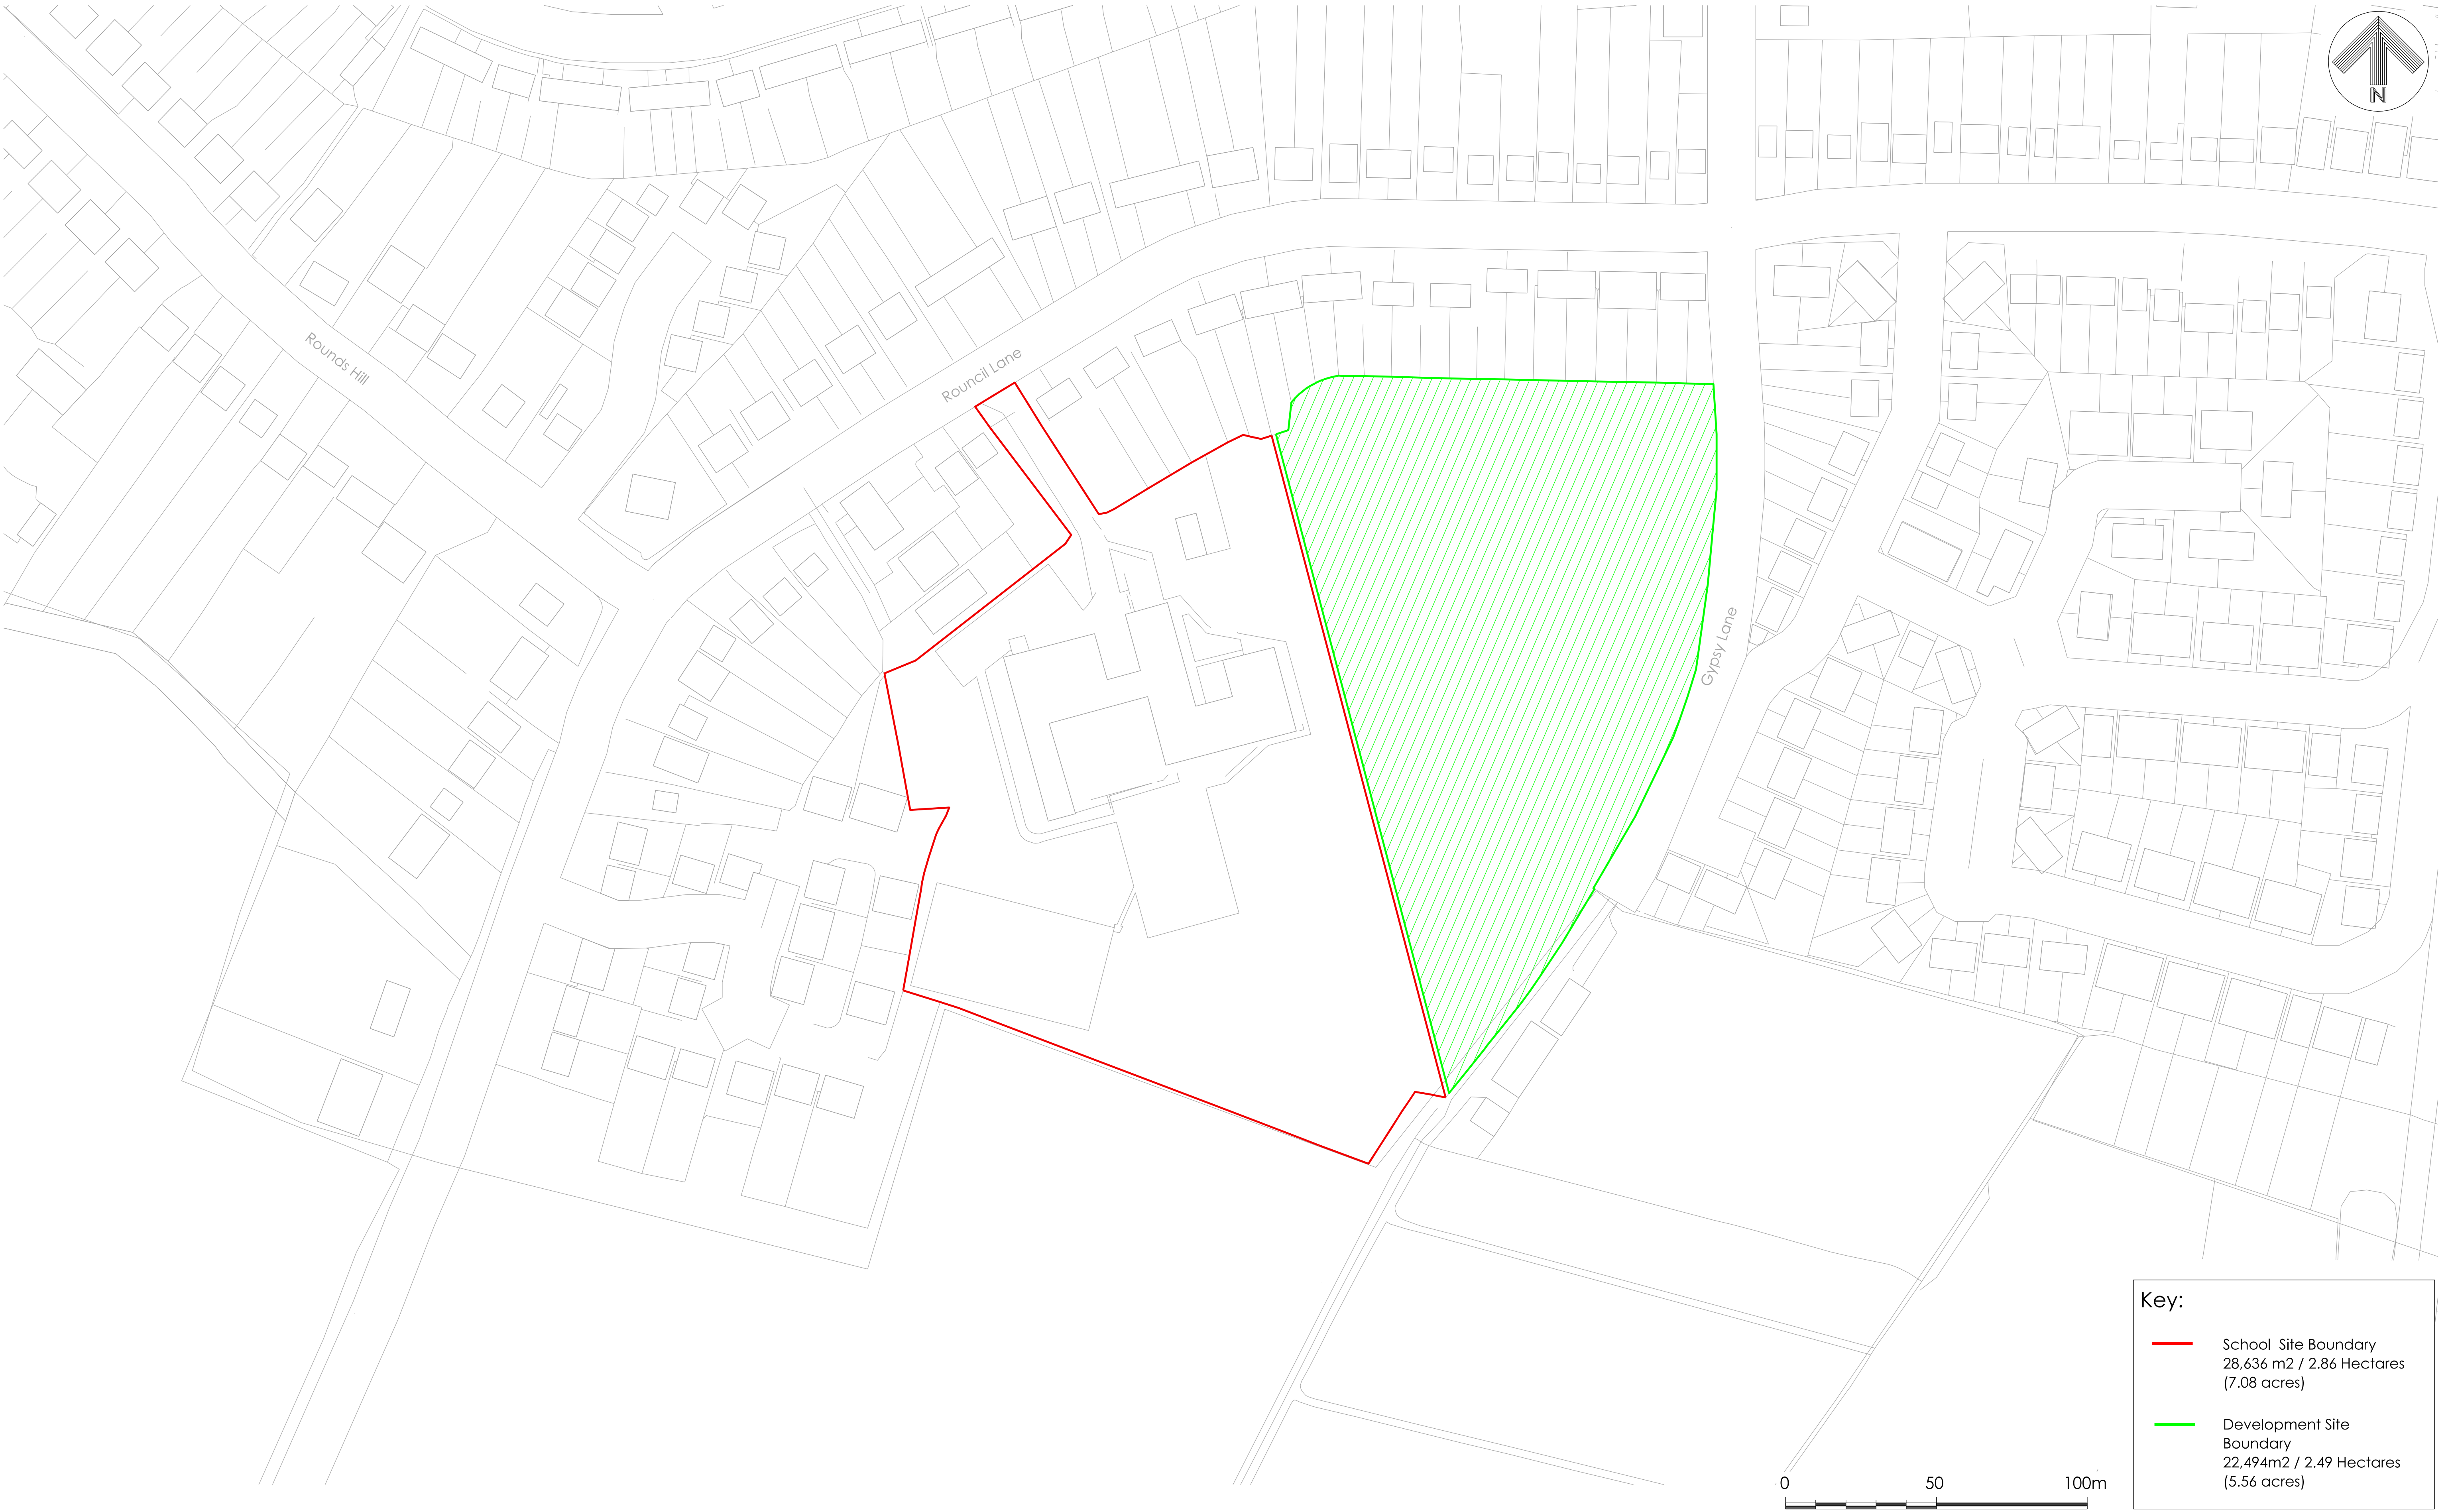 N
Rounds Hill
Rouncil Lane
Gypsy Lane
Key:
School Site Boundary
28,636 m2 / 2.86 Hectares
(7.08 acres)
Development Site
Boundary
22,494m2 / 2.49 Hectares
(5.56 acres)
0 50 100m